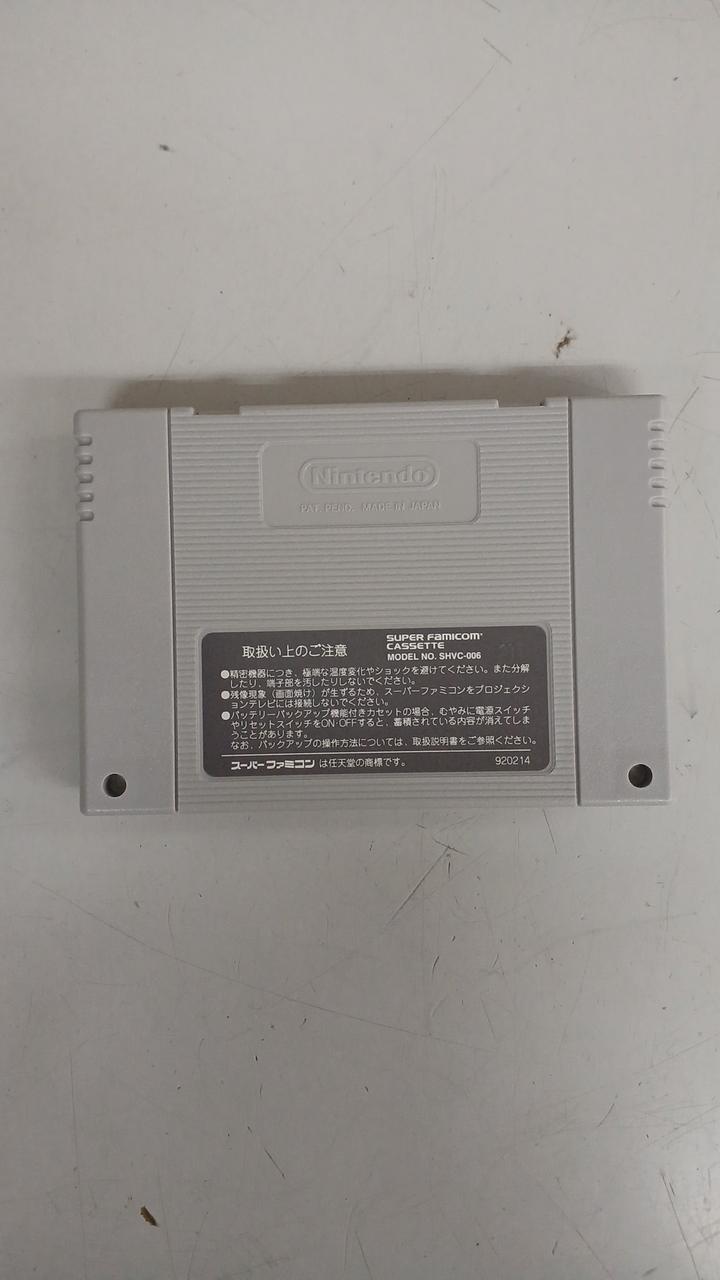 Nintendo
PAT. PEND. MADE IN JAPAN
取扱い上のご注意
SUPER FAMICOM
CASSETTE
MODEL NO. SHVC-006
●精密機器につき、極端な温度変化やショックを避けてください。また分解
したり、端子部を汚したりしないでください。
●残像現象（画面焼け）が生ずるため、スーパーファミコンをプロジェクシ
ョンテレビには接続しないでください。
●バッテリーバックアップ機能付きカセットの場合、むやみに電源スイッチ
やリセットスイッチをON・OFFすると、蓄積されている内容が消えてしま
うことがあります。
なお、バックアップの操作方法については、取扱説明書をご参照ください。
スーパーファミコン は任天堂の商標です。 920214